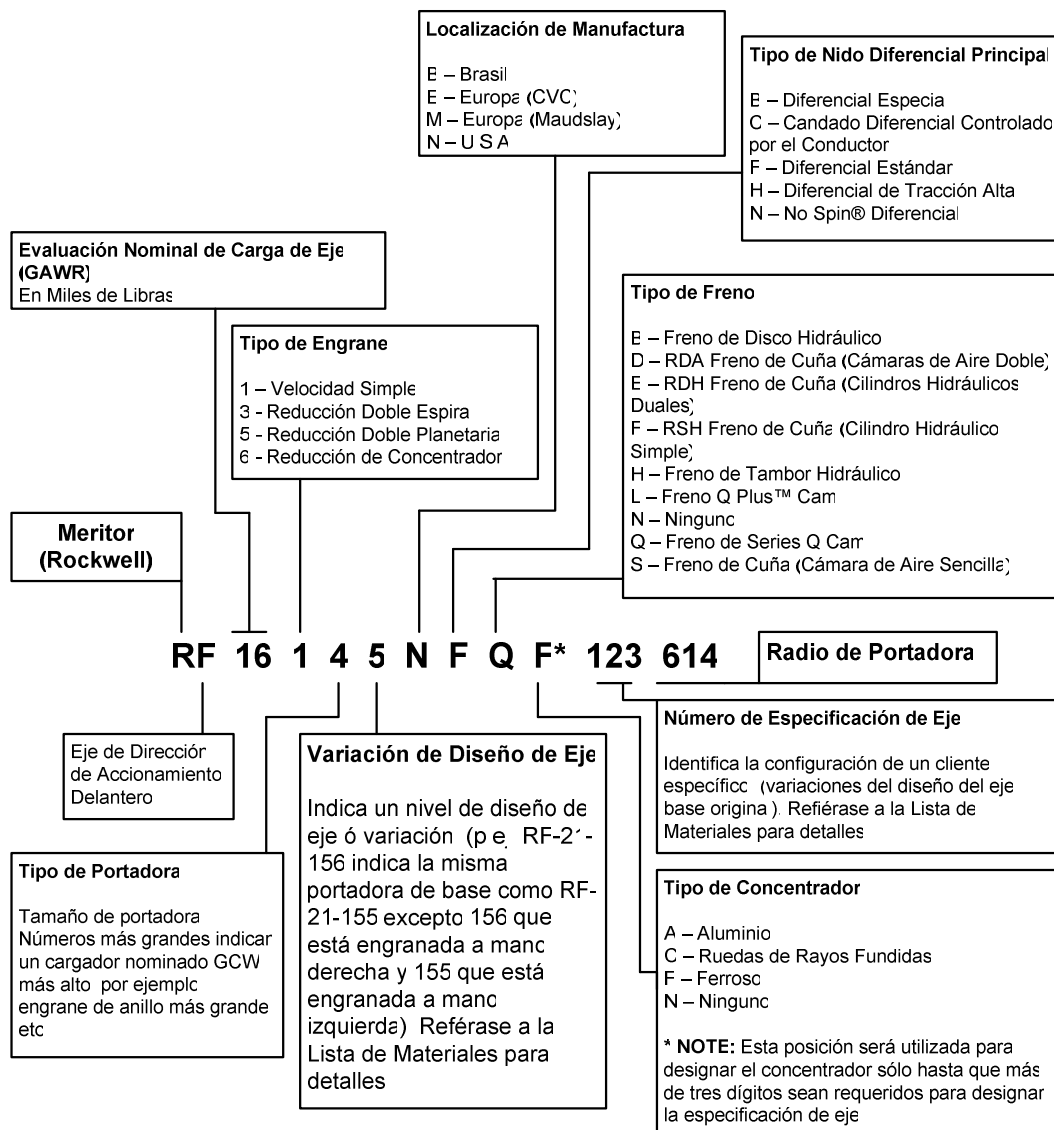 Localización de Manufactura
B – Brasil
E – Europa (CVC)
M – Europa (Maudslay)
N – U S A
Tipo de Nido Diferencial Principal
B – Diferencial Especia
C – Candado Diferencial Controlado
por el Conductor
F – Diferencial Estándar
H – Diferencial de Tracción Alta
N – No Spin® Diferencial
Evaluación Nominal de Carga de Eje
(GAWR)
En Miles de Libras
Tipo de Engrane
1 – Velocidad Simple
3 - Reducción Doble Espira
5 - Reducción Doble Planetaria
6 - Reducción de Concentrador
Tipo de Freno
B – Freno de Disco Hidráulico
D – RDA Freno de Cuña (Cámaras de Aire Doble)
E – RDH Freno de Cuña (Cilindros Hidráulicos
Duales)
F – RSH Freno de Cuña (Cilindro Hidráulico
Simple)
H – Freno de Tambor Hidráulico
L – Freno Q Plus™ Cam
N – Ninguno
Q – Freno de Series Q Cam
S – Freno de Cuña (Cámara de Aire Sencilla)
Meritor
(Rockwell)
RF 16 1 4 5 N F Q F* 123 614
Radio de Portadora
Eje de Dirección
de Accionamiento
Delantero
Tipo de Portadora
Tamaño de portadora
Números más grandes indican
un cargador nominado GCW
más alto por ejemplo
engrane de anillo más grande
etc
Variación de Diseño de Eje
Indica un nivel de diseño de
eje ó variación (p e RF-21-
156 indica la misma
portadora de base como RF-
21-155 excepto 156 que
está engranada a mano
derecha y 155 que está
engranada a mano
izquierda) Reférase a la
Lista de Materiales para
detalles
Número de Especificación de Eje
Identifica la configuración de un cliente
específico (variaciones del diseño del eje
base origina ) Refiérase a la Lista de
Materiales para detalles
Tipo de Concentrador
A – Aluminio
C – Ruedas de Rayos Fundidas
F – Ferroso
N – Ninguno
* NOTE: Esta posición será utilizada para
designar el concentrador sólo hasta que más
de tres dígitos sean requeridos para designar
la especificación de eje